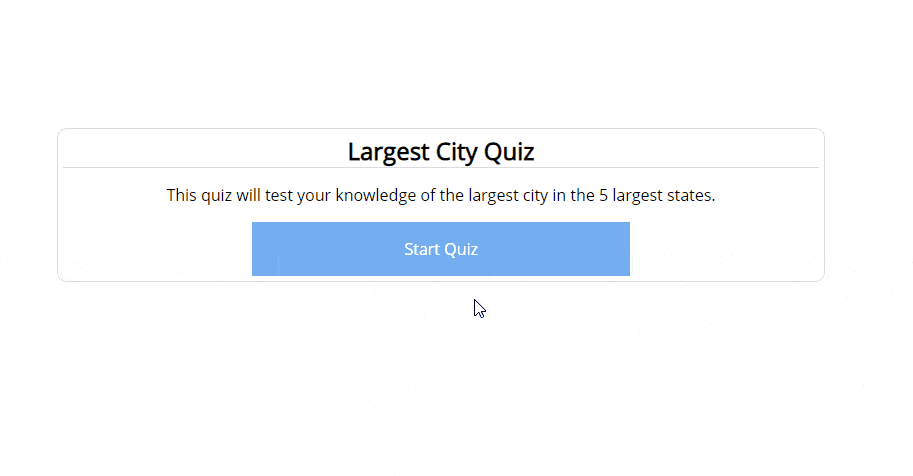 Largest City Quiz
This quiz will test your knowledge of the largest city in the 5 largest states.
Start Quiz